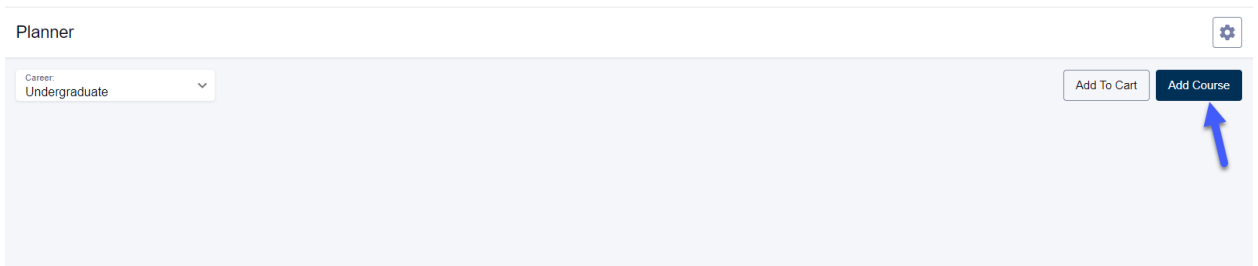 Planner
Career:
Undergraduate
Add To Cart
Add Course